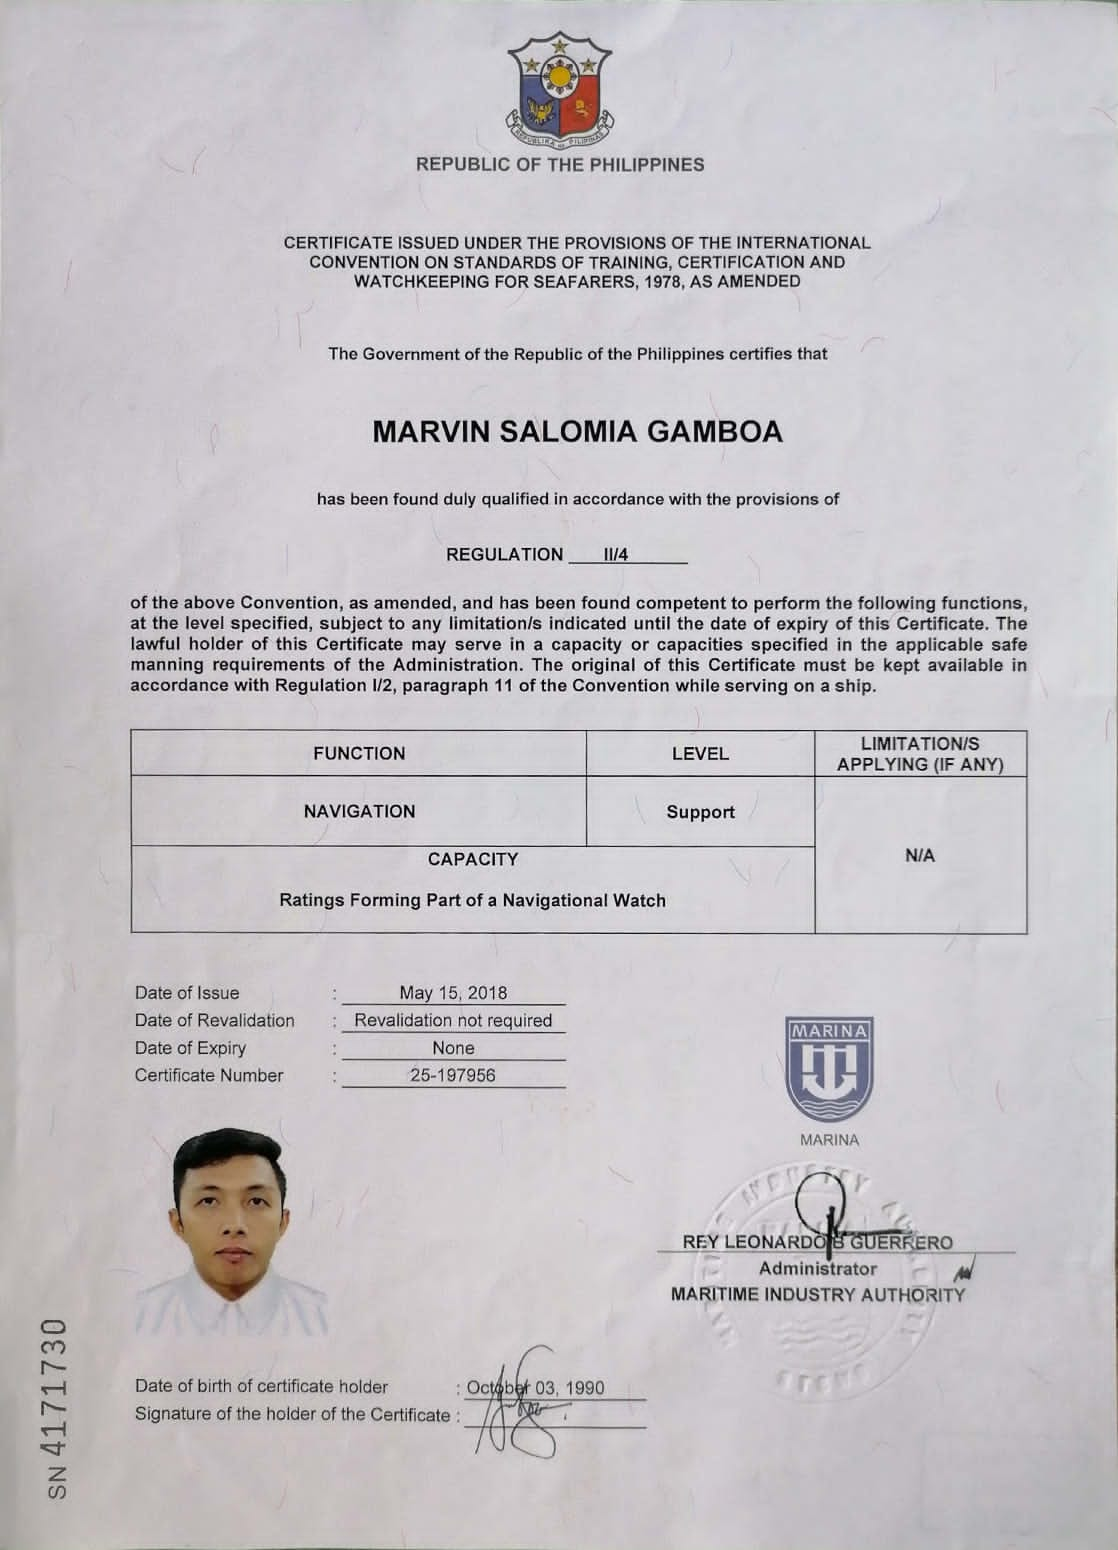 REPUBLIKA NG PILIPINAS
REPUBLIC OF THE PHILIPPINES
CERTIFICATE ISSUED UNDER THE PROVISIONS OF THE INTERNATIONAL
CONVENTION ON STANDARDS OF TRAINING, CERTIFICATION AND
WATCHKEEPING FOR SEAFARERS, 1978, AS AMENDED
The Government of the Republic of the Philippines certifies that
MARVIN SALOMIA GAMBOA
has been found duly qualified in accordance with the provisions of
REGULATION II/4
of the above Convention, as amended, and has been found competent to perform the following functions,
at the level specified, subject to any limitation/s indicated until the date of expiry of this Certificate. The
lawful holder of this Certificate may serve in a capacity or capacities specified in the applicable safe
manning requirements of the Administration. The original of this Certificate must be kept available in
accordance with Regulation I/2, paragraph 11 of the Convention while serving on a ship.
FUNCTION LEVEL LIMITATION/S
APPLYING (IF ANY)
NAVIGATION Support
N/A
CAPACITY
Ratings Forming Part of a Navigational Watch
Date of Issue : May 15, 2018
Date of Revalidation : Revalidation not required
Date of Expiry : None
Certificate Number : 25-197956
MARINA
MARINA
MARITIME INDUSTRY AUTHORITY
REY LEONARDO B GUERRERO
Administrator
MARITIME INDUSTRY AUTHORITY
Date of birth of certificate holder : October 03, 1990
Signature of the holder of the Certificate :
SN 4171730